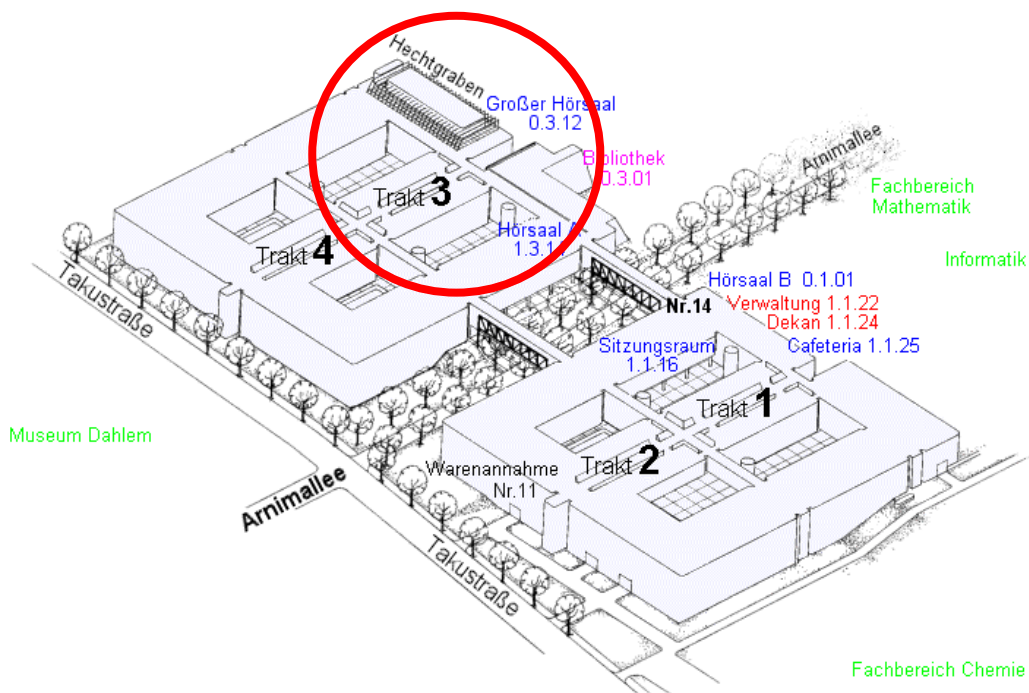 Hechtgraben
Großer Hörsaal
0.3.12
Arnimallee
Bibliothek
0.3.01
Fachbereich
Mathematik
Trakt 3
Hörsaal A
1.3.14
Trakt 4
Informatik
Takustraße
Hörsaal B 0.1.01
Nr.14
Verwaltung 1.1.22
Dekan 1.1.24
Sitzungsraum
1.1.16
Cafeteria 1.1.25
Trakt 1
Museum Dahlem
Trakt 2
Warenannahme
Nr.11
Arnimallee
Takustraße
Fachbereich Chemie